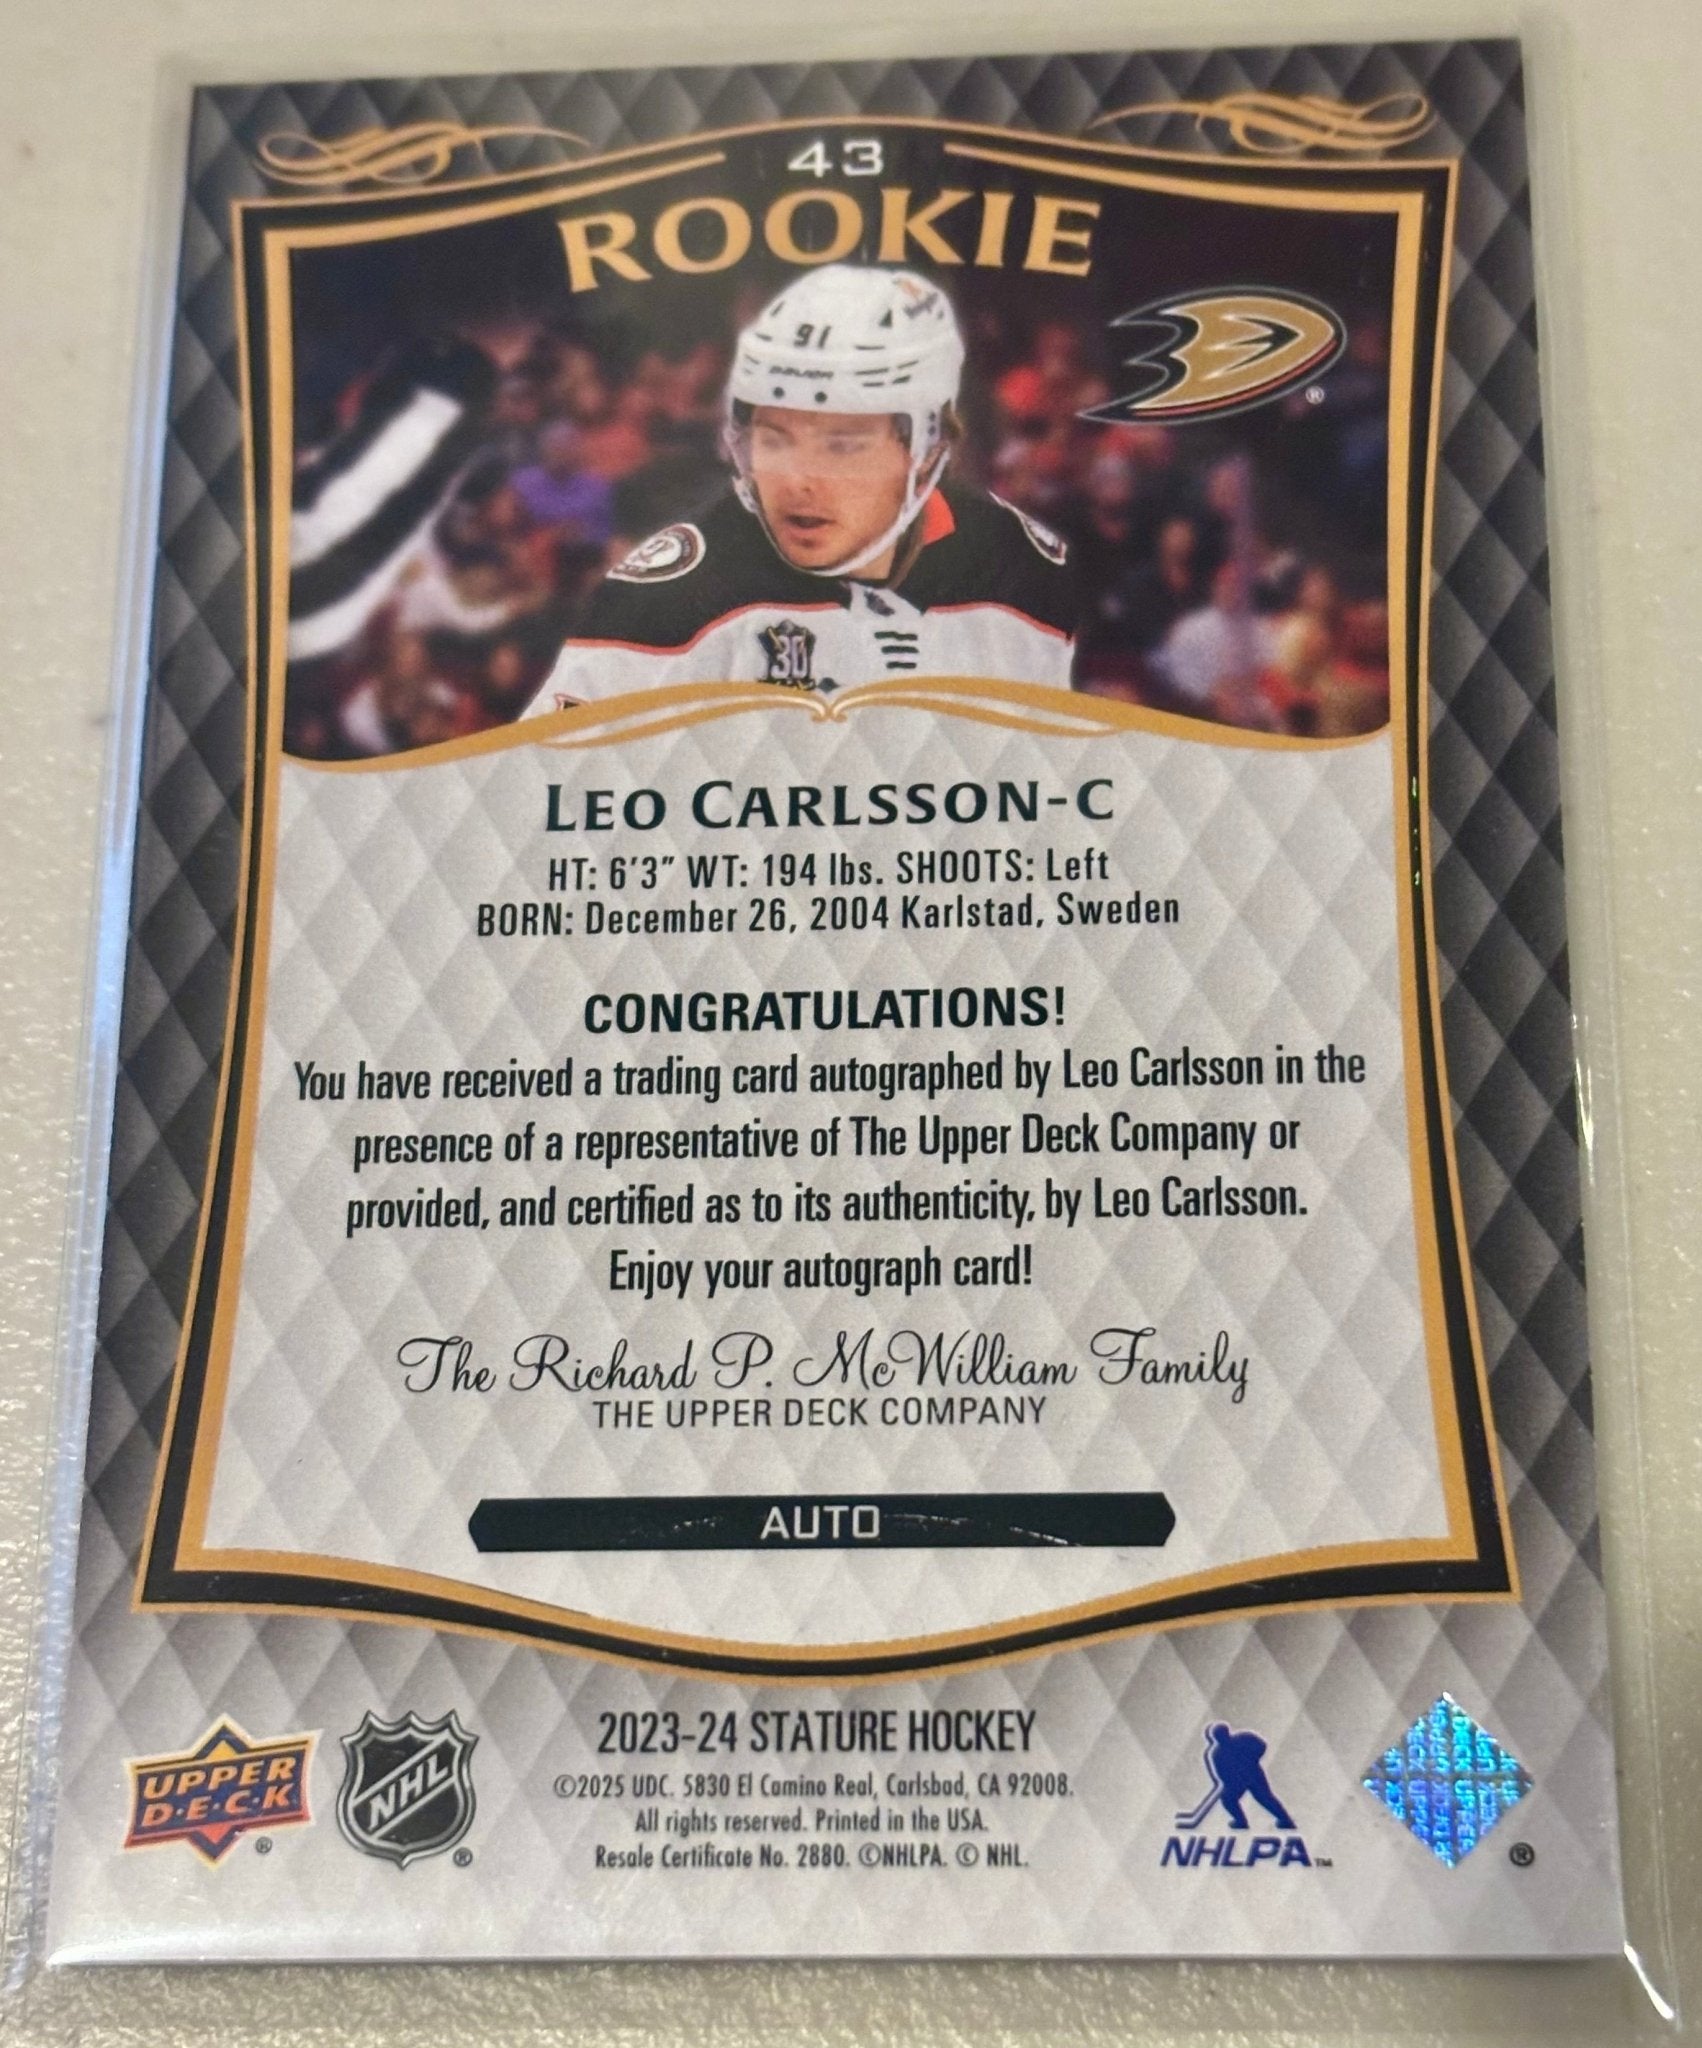 43
ROOKIE
91
BAUER
®
30
LEO CARLSSON-C
HT: 6'3" WT: 194 lbs. SHOOTS: Left
BORN: December 26, 2004 Karlstad, Sweden
CONGRATULATIONS!
You have received a trading card autographed by Leo Carlsson in the
presence of a representative of The Upper Deck Company or
provided, and certified as to its authenticity, by Leo Carlsson.
Enjoy your autograph card!
The Richard P. McWilliam Family
THE UPPER DECK COMPANY
AUTO
UPPER
D·E·C·K
®
NHL
®
2023-24 STATURE HOCKEY
©2025 UDC. 5830 El Camino Real, Carlsbad, CA 92008.
All rights reserved. Printed in the USA.
Resale Certificate No. 2880. ©NHLPA. © NHL.
NHLPA™
®